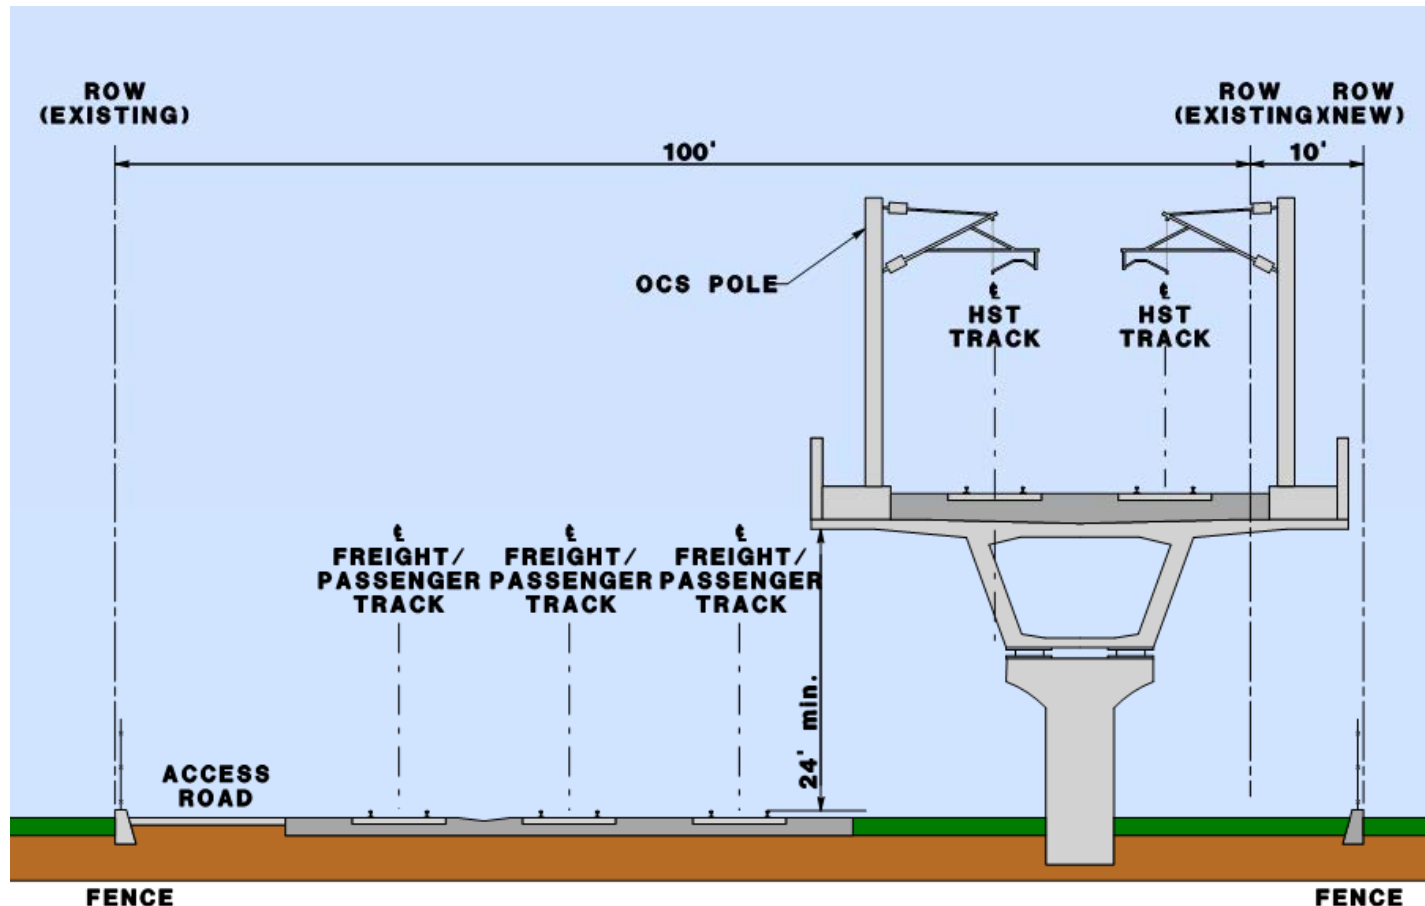 ROW
(EXISTING)
ROW
(EXISTING)
ROW
(NEW)
100'
10'
OCS POLE
℄
HST
TRACK
℄
HST
TRACK
℄
FREIGHT/
PASSENGER
TRACK
℄
FREIGHT/
PASSENGER
TRACK
℄
FREIGHT/
PASSENGER
TRACK
24' min.
ACCESS
ROAD
FENCE
FENCE